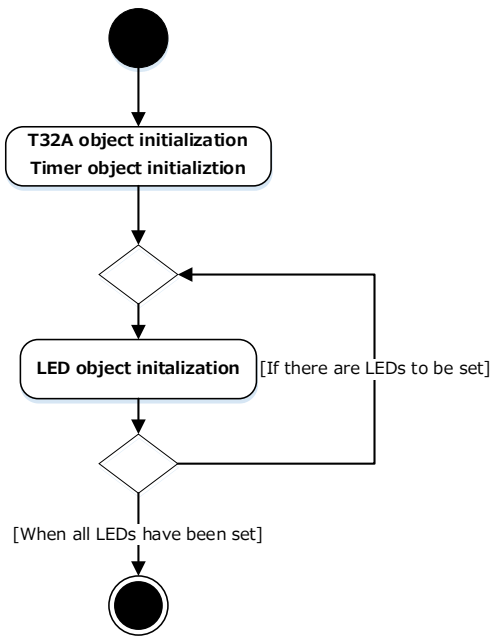 T32A object initialization
Timer object initializtion
LED object initalization
[If there are LEDs to be set]
[When all LEDs have been set]